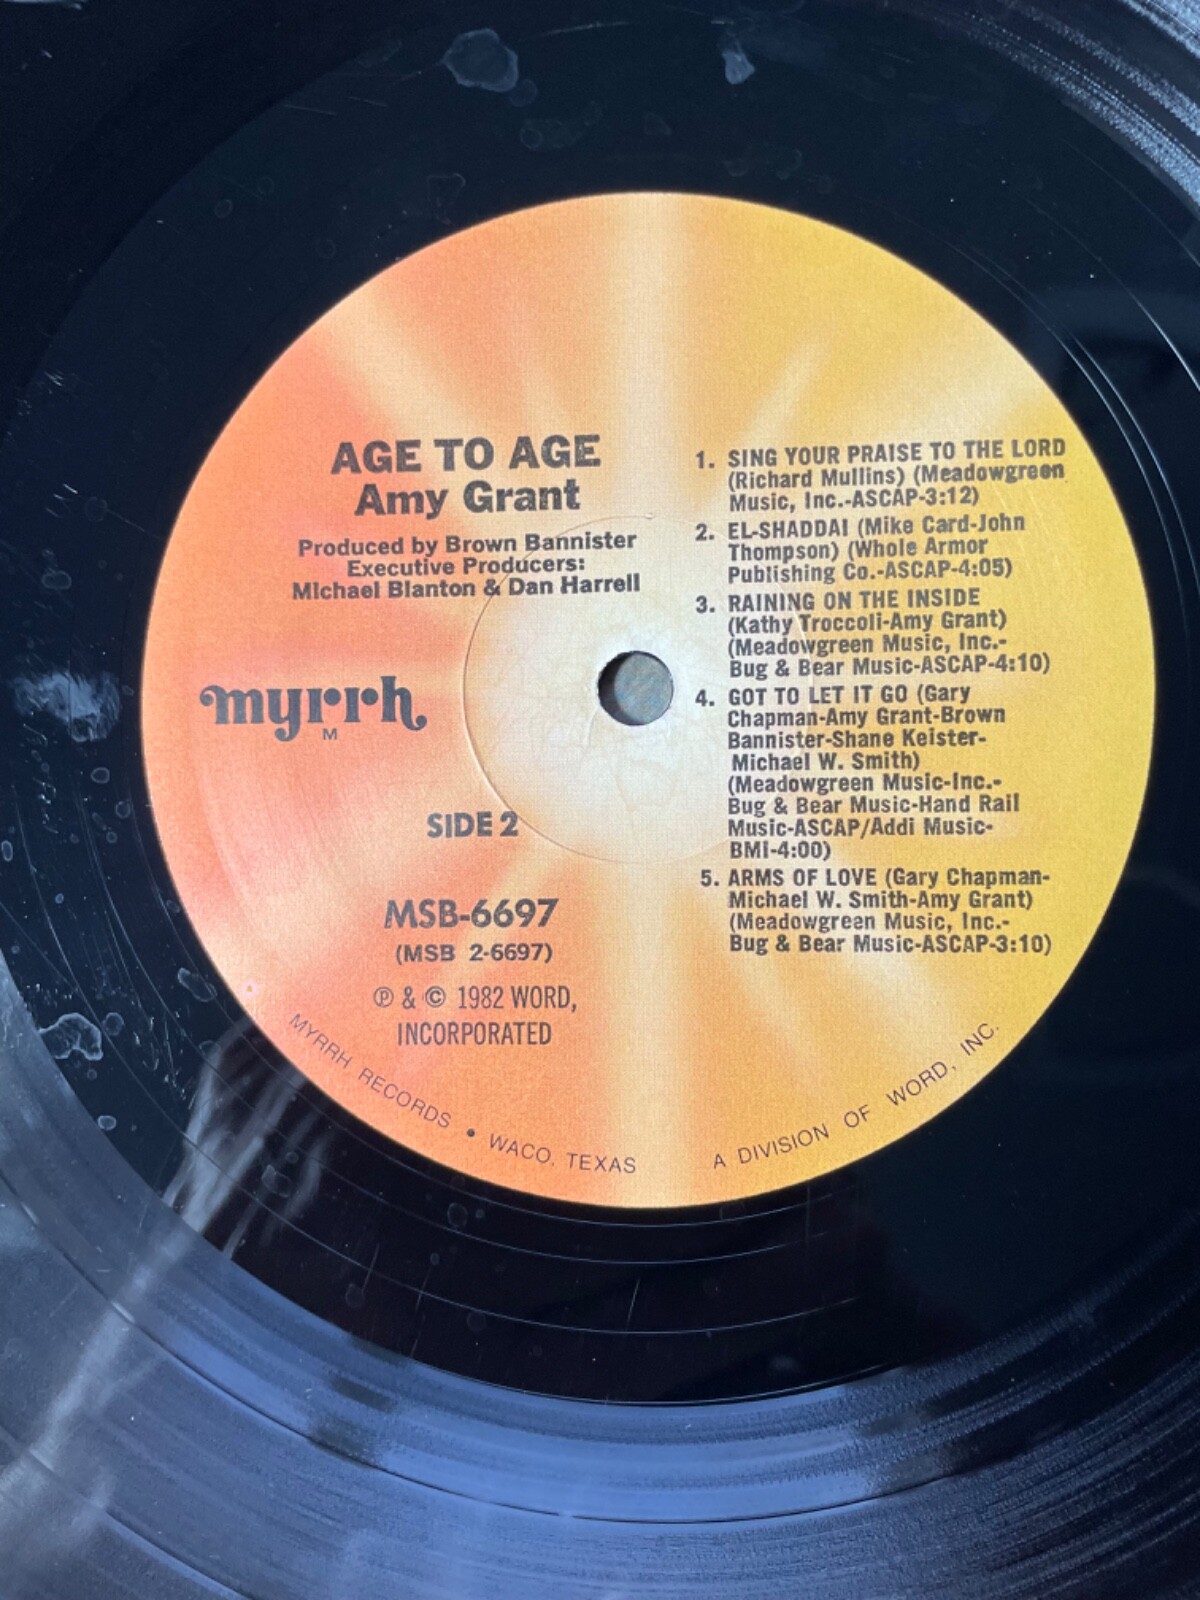 AGE TO AGE
Amy Grant
Produced by Brown Bannister
Executive Producers:
Michael Blanton & Dan Harrell
myrrh
M
SIDE 2
MSB-6697
(MSB 2-6697)
℗ & © 1982 WORD,
INCORPORATED
1. SING YOUR PRAISE TO THE LORD
(Richard Mullins) (Meadowgreen
Music, Inc.-ASCAP-3:12)
2. EL-SHADDAI (Mike Card-John
Thompson) (Whole Armor
Publishing Co.-ASCAP-4:05)
3. RAINING ON THE INSIDE
(Kathy Troccoli-Amy Grant)
(Meadowgreen Music, Inc.-
Bug & Bear Music-ASCAP-4:10)
4. GOT TO LET IT GO (Gary
Chapman-Amy Grant-Brown
Bannister-Shane Keister-
Michael W. Smith)
(Meadowgreen Music-Inc.-
Bug & Bear Music-Hand Rail
Music-ASCAP/Addi Music-
BMI-4:00)
5. ARMS OF LOVE (Gary Chapman-
Michael W. Smith-Amy Grant)
(Meadowgreen Music, Inc.-
Bug & Bear Music-ASCAP-3:10)
MYRRH RECORDS • WACO, TEXAS A DIVISION OF WORD, INC.